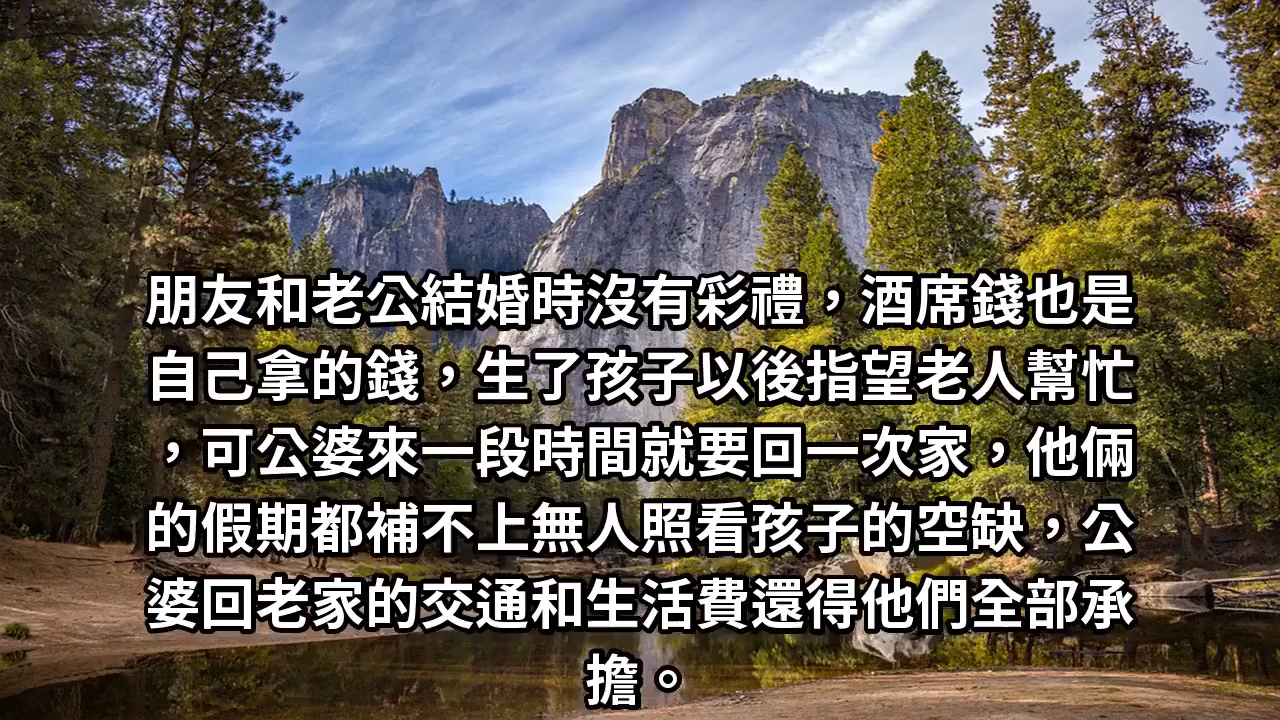 朋友和老公結婚時沒有彩禮，酒席錢也是
自己拿的錢，生了孩子以後指望老人幫忙
，可公婆來一段時間就要回一次家，他倆
的假期都補不上無人照看孩子的空缺，公
婆回老家的交通和生活費還得他們全部承
擔。